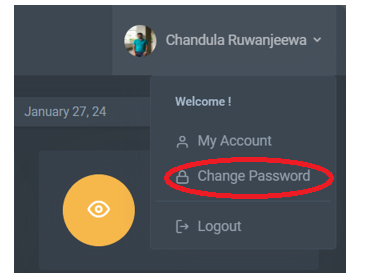 Chandula Ruwanjeewa
Welcome !
January 27, 24
My Account
Change Password
Logout